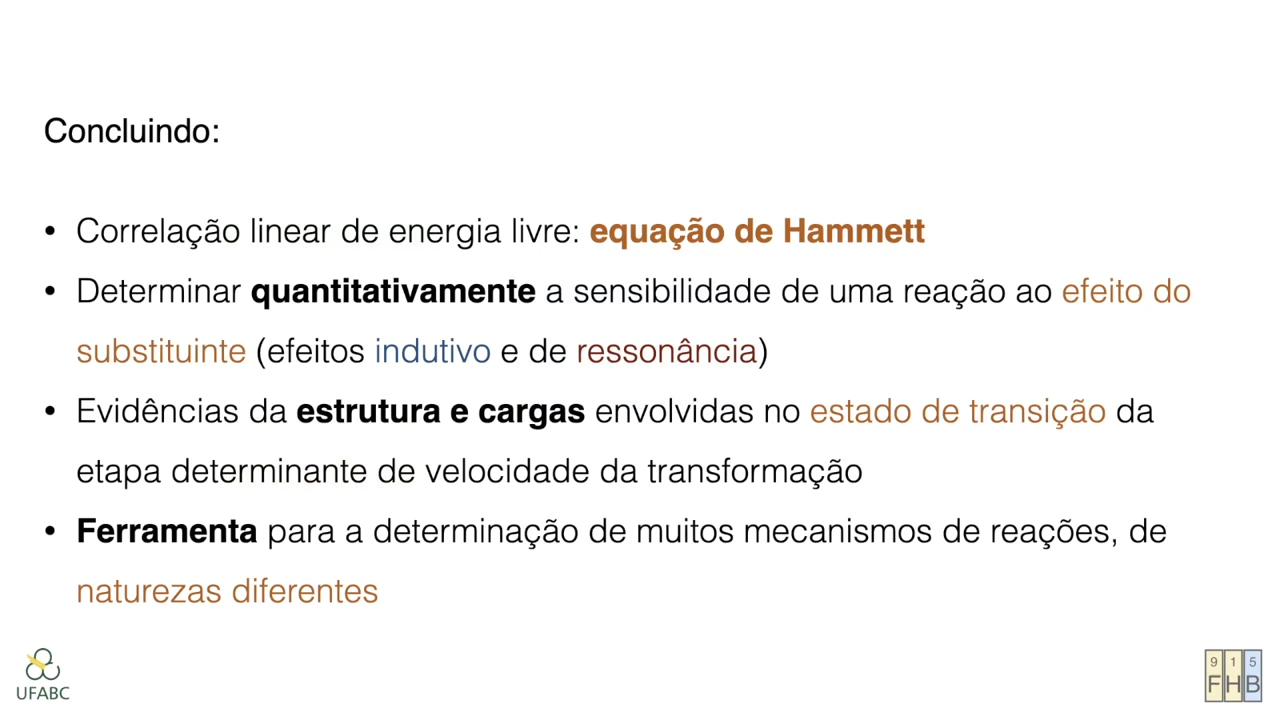 Concluindo:
• Correlação linear de energia livre: equação de Hammett
• Determinar quantitativamente a sensibilidade de uma reação ao efeito do
substituinte (efeitos indutivo e de ressonância)
• Evidências da estrutura e cargas envolvidas no estado de transição da
etapa determinante de velocidade da transformação
• Ferramenta para a determinação de muitos mecanismos de reações, de
naturezas diferentes
UFABC
9 1 5
F H B